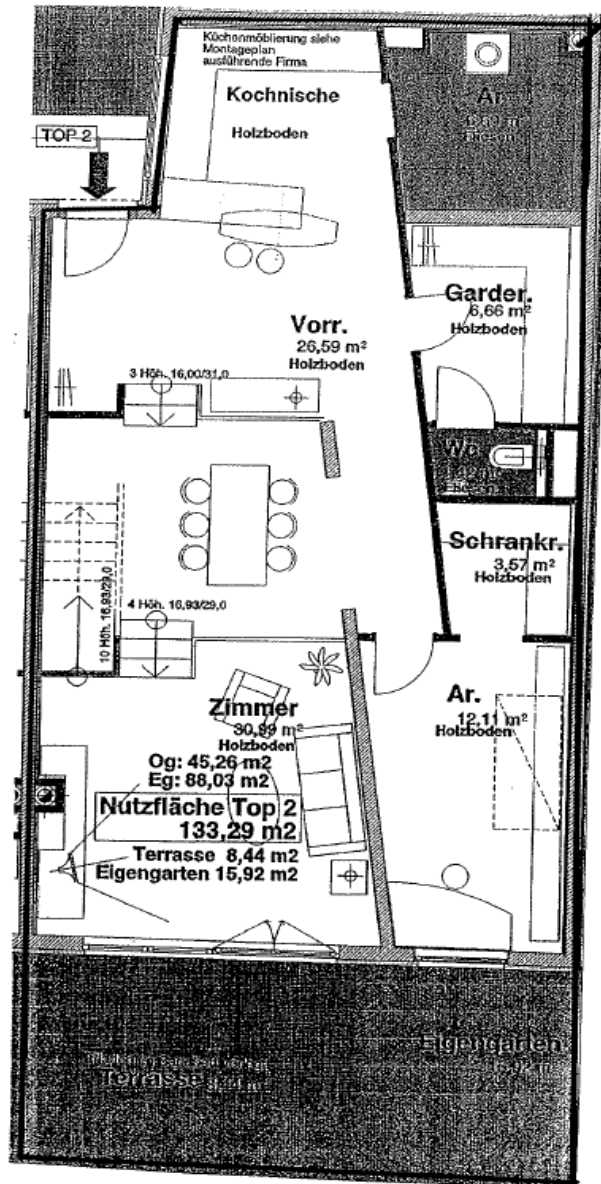 Küchenmöblierung siehe
Montageplan
ausführende Firma
Kochnische
Holzboden
Ar.
TOP 2
Garder.
6,66 m²
Holzboden
Vorr.
26,59 m²
Holzboden
3 Höh. 16,00/31,0
Wc
Schrankr.
3,57 m²
Holzboden
10 Höh. 16,93/29,0
4 Höh. 16,93/29,0
Zimmer
30,99 m²
Holzboden
Ar.
12,11 m²
Holzboden
Og: 45,26 m2
Eg: 88,03 m2
Nutzfläche Top 2
133,29 m2
Terrasse 8,44 m2
Eigengarten 15,92 m2
Eigengarten
Terrasse